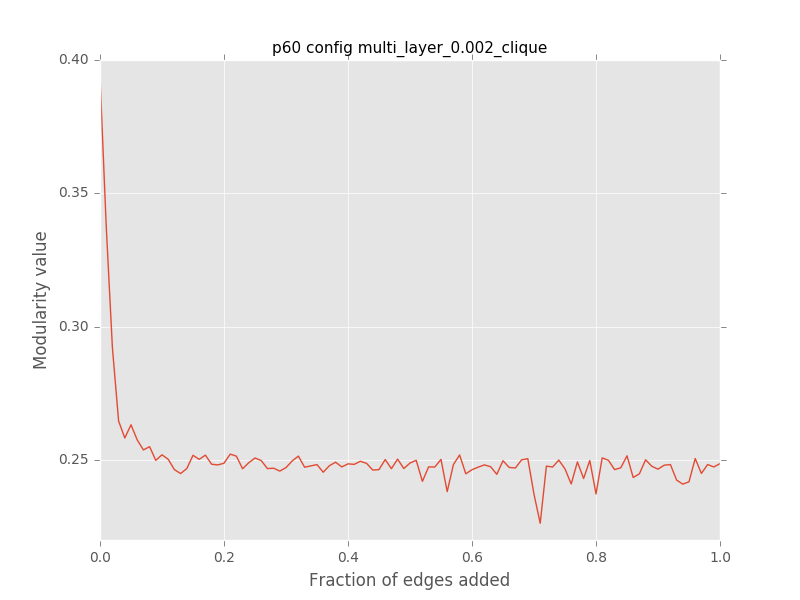 p60 config multi_layer_0.002_clique
0.40
0.35
0.30
0.25
Modularity value
0.0 0.2 0.4 0.6 0.8 1.0
Fraction of edges added